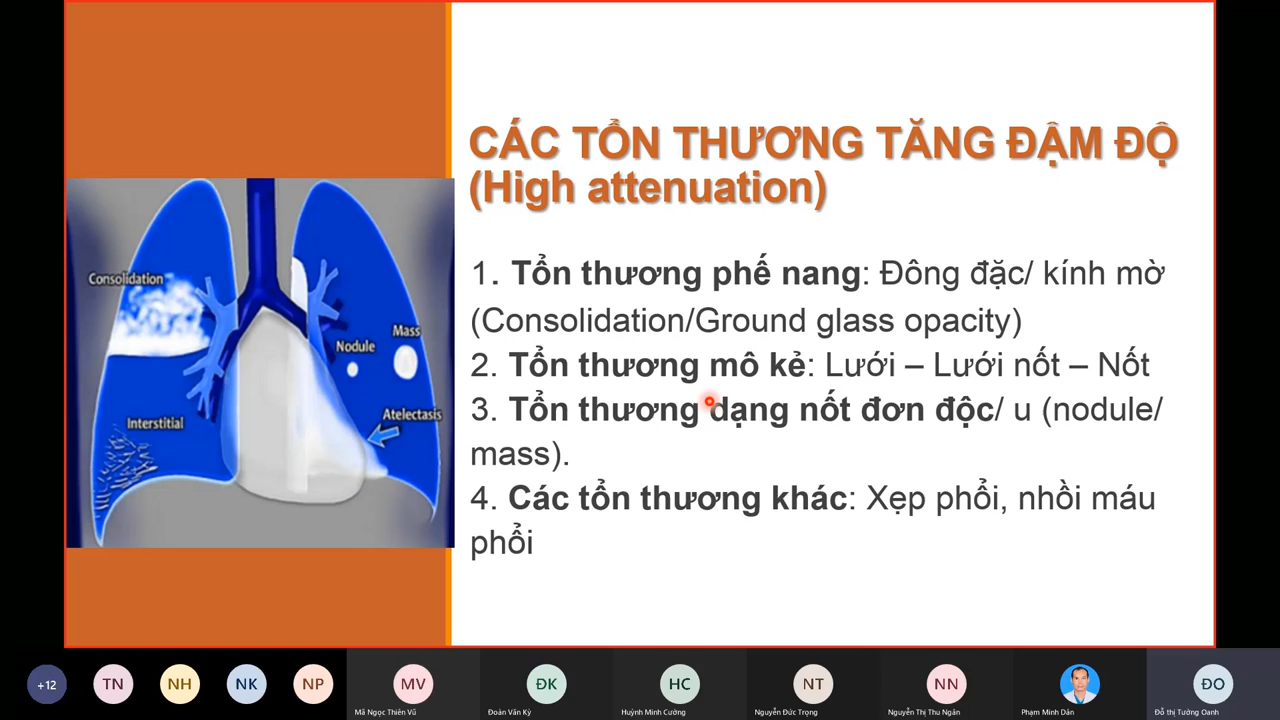 CÁC TỔN THƯƠNG TĂNG ĐẬM ĐỘ
(High attenuation)
1. Tổn thương phế nang: Đông đặc/ kính mờ
(Consolidation/Ground glass opacity)
2. Tổn thương mô kẻ: Lưới – Lưới nốt – Nốt
3. Tổn thương dạng nốt đơn độc/ u (nodule/
mass).
4. Các tổn thương khác: Xẹp phổi, nhồi máu
phổi
Consolidation
Mass
Nodule
Atelectasis
Interstitial
+12
TN
NH
NK
NP
MV
ĐK
HC
NT
NN
ĐO
Mã Ngọc Thiên Vũ
Đoàn Văn Kỳ
Huỳnh Minh Cường
Nguyễn Đức Trọng
Nguyễn Thị Thu Ngân
Phạm Minh Dân
Đỗ thị Tường Oanh